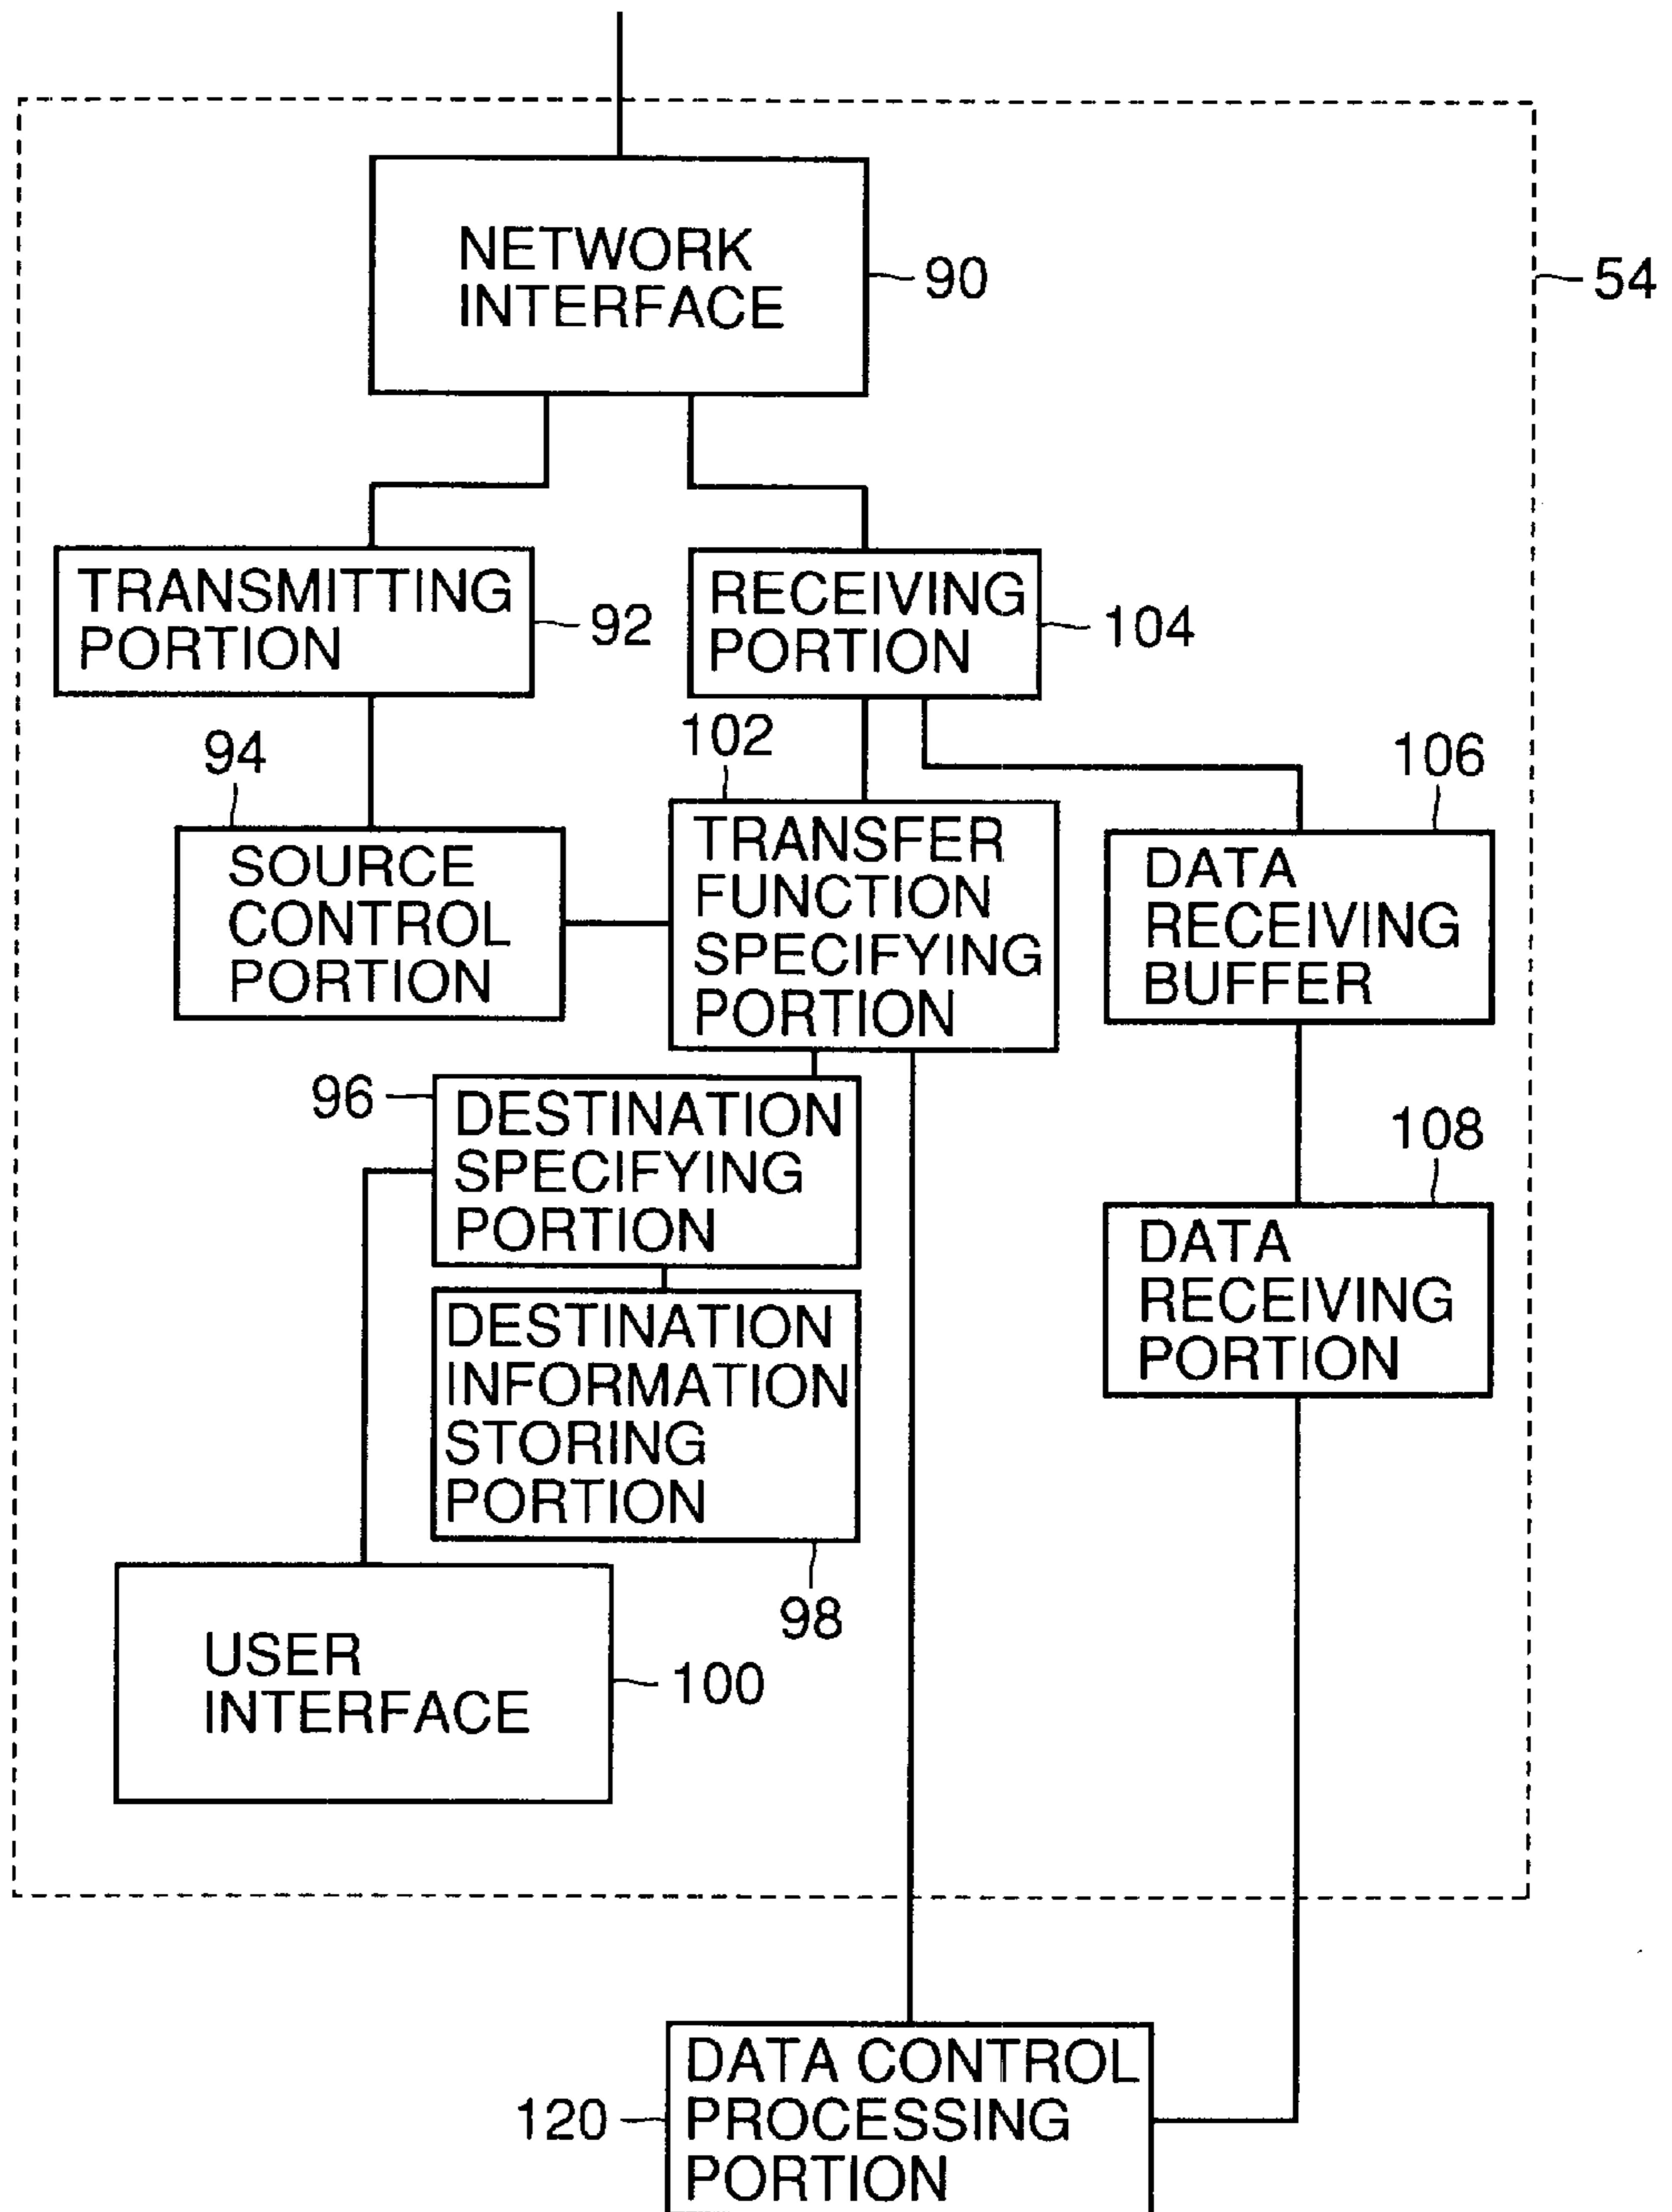 NETWORK
INTERFACE
90
54
TRANSMITTING
PORTION
92
RECEIVING
PORTION
104
94
102
106
SOURCE
CONTROL
PORTION
TRANSFER
FUNCTION
SPECIFYING
PORTION
DATA
RECEIVING
BUFFER
96
DESTINATION
SPECIFYING
PORTION
108
DATA
RECEIVING
PORTION
DESTINATION
INFORMATION
STORING
PORTION
98
USER
INTERFACE
100
120
DATA CONTROL
PROCESSING
PORTION